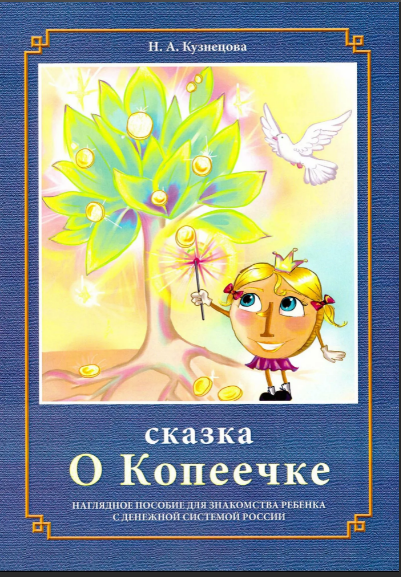 Н. А. Кузнецова
сказка
О Копеечке
НАГЛЯДНОЕ ПОСОБИЕ ДЛЯ ЗНАКОМСТВА РЕБЕНКА
С ДЕНЕЖНОЙ СИСТЕМОЙ РОССИИ